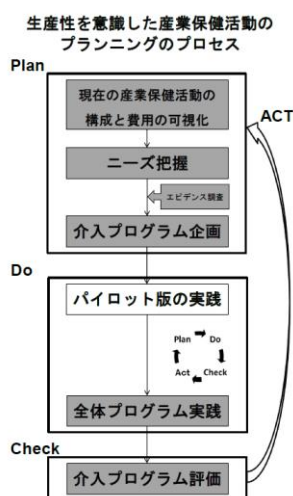 生産性を意識した産業保健活動の
プランニングのプロセス
Plan
現在の産業保健活動の
構成と費用の可視化
ACT
ニーズ把握
エビデンス調査
介入プログラム企画
Do
パイロット版の実践
Plan Do
Act Check
全体プログラム実践
Check
介入プログラム評価